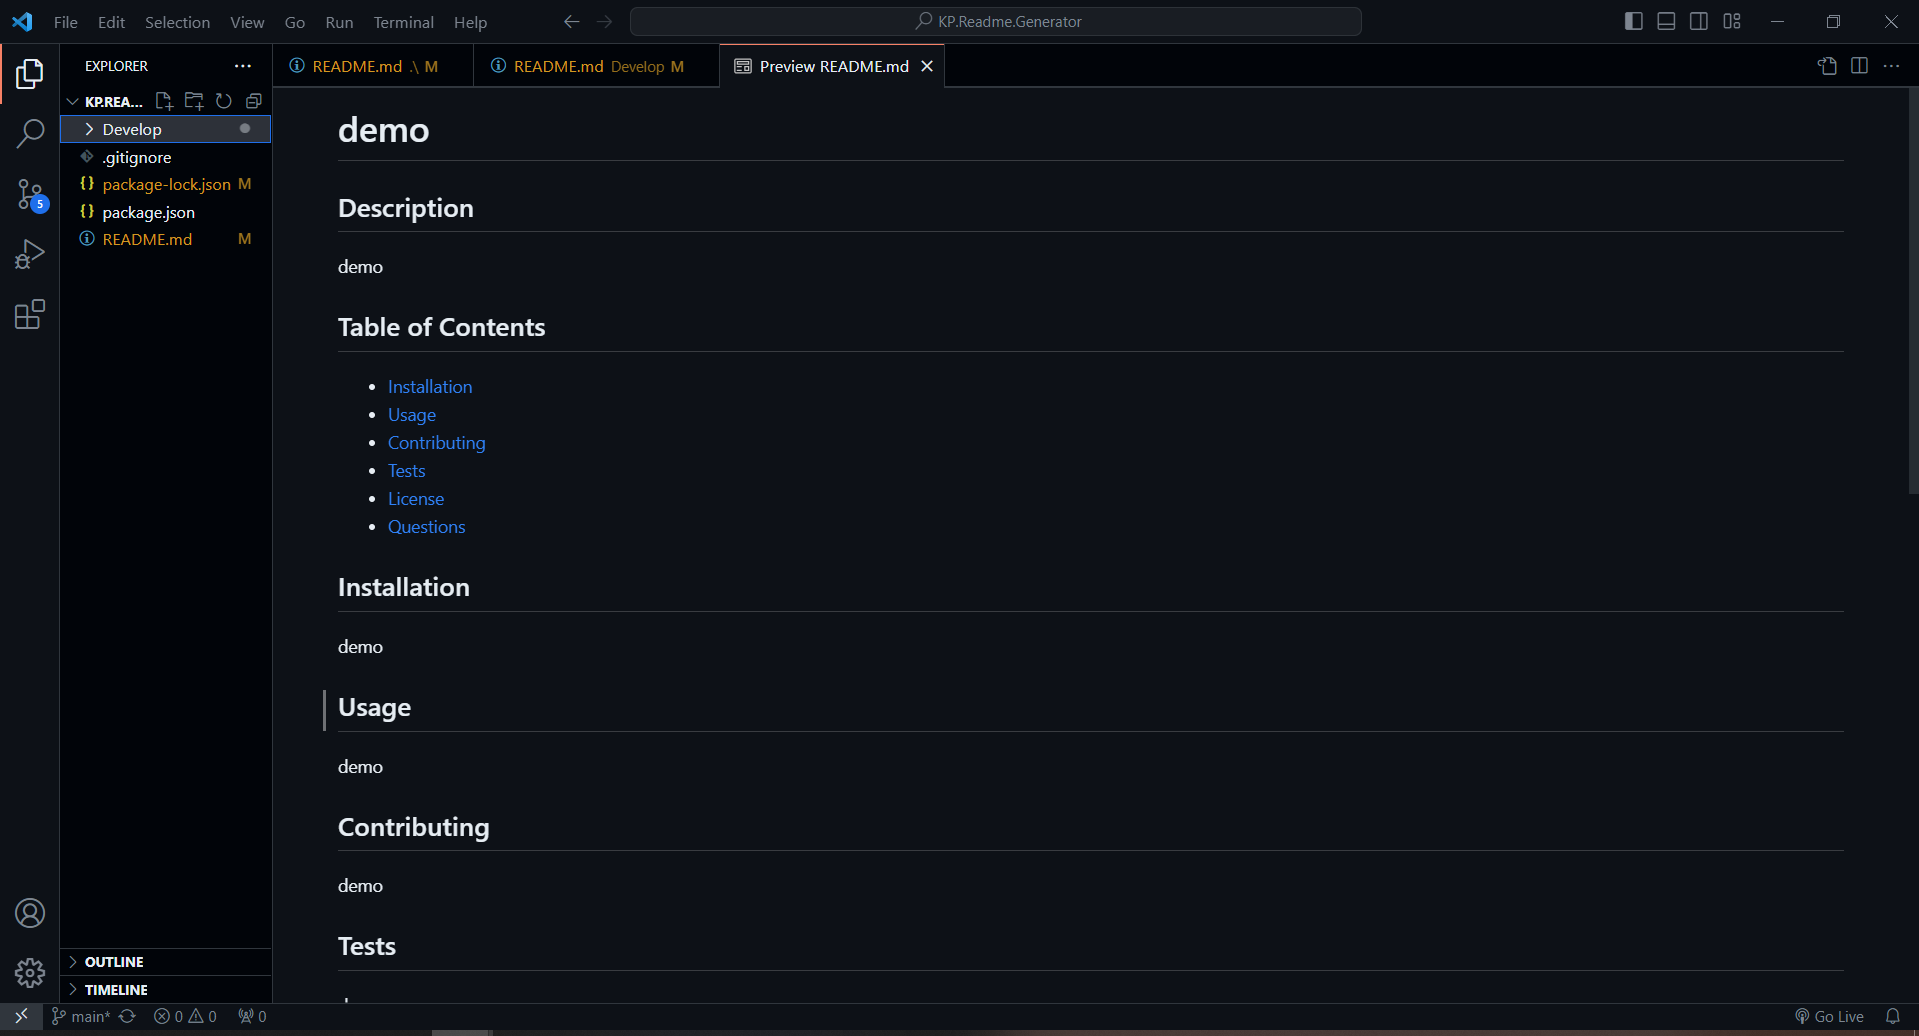 File Edit Selection View Go Run Terminal Help
KP.Readme.Generator
EXPLORER
README.md .\ M
README.md Develop M
Preview README.md
KP.REA...
Develop
.gitignore
package-lock.json M
package.json
README.md M
5
demo
Description
demo
Table of Contents
Installation
Usage
Contributing
Tests
License
Questions
Installation
demo
Usage
demo
Contributing
demo
Tests
OUTLINE
TIMELINE
main* 0 0 0
Go Live